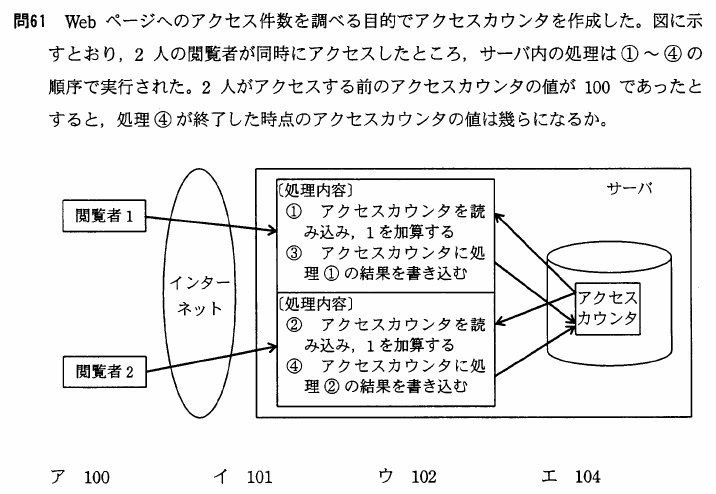 問61 Web ページへのアクセス件数を調べる目的でアクセスカウンタを作成した。図に示
すとおり，2 人の閲覧者が同時にアクセスしたところ，サーバ内の処理は ① ～ ④ の
順序で実行された。2 人がアクセスする前のアクセスカウンタの値が 100 であったと
すると，処理 ④ が終了した時点のアクセスカウンタの値は幾らになるか。
サーバ
閲覧者 1
〔処理内容〕
① アクセスカウンタを読
み込み，1 を加算する
③ アクセスカウンタに処
理 ① の結果を書き込む
インター
ネット
アクセス
カウンタ
閲覧者 2
〔処理内容〕
② アクセスカウンタを読
み込み，1 を加算する
④ アクセスカウンタに処
理 ② の結果を書き込む
ア 100 イ 101 ウ 102 エ 104